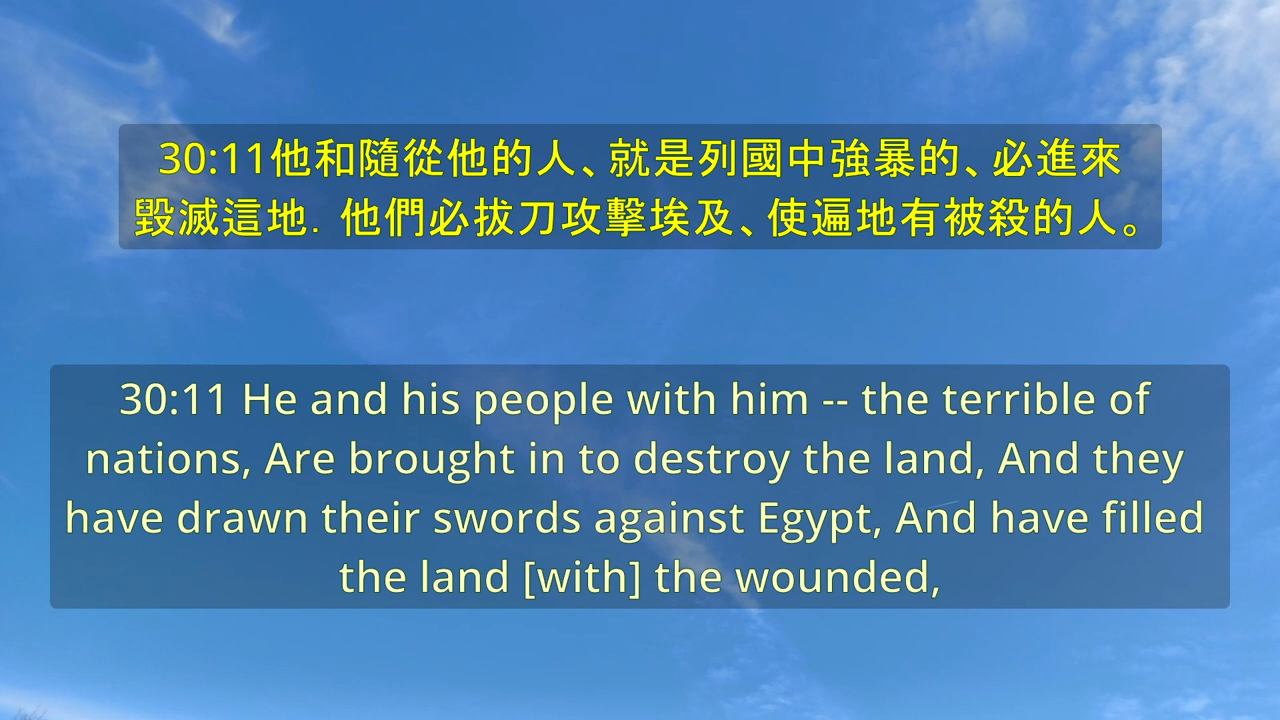 30:11他和隨從他的人、就是列國中強暴的、必進來
毀滅這地．他們必拔刀攻擊埃及、使遍地有被殺的人。
30:11 He and his people with him -- the terrible of
nations, Are brought in to destroy the land, And they
have drawn their swords against Egypt, And have filled
the land [with] the wounded,